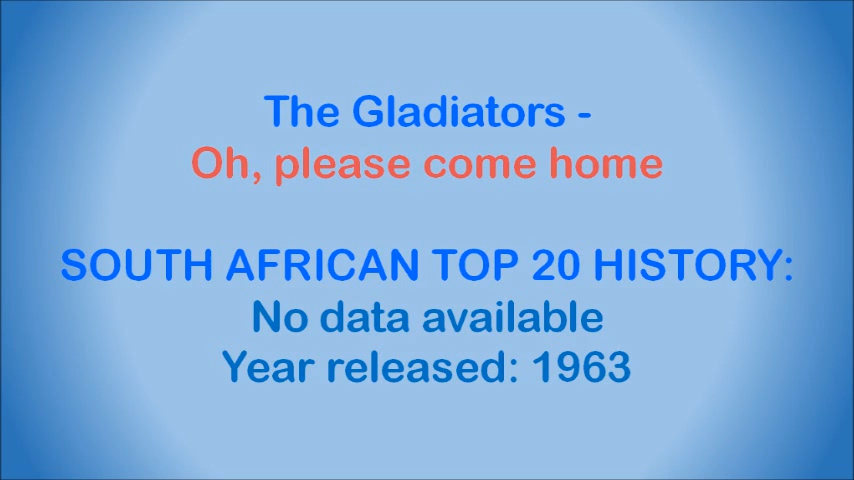 The Gladiators -
Oh, please come home
SOUTH AFRICAN TOP 20 HISTORY:
No data available
Year released: 1963